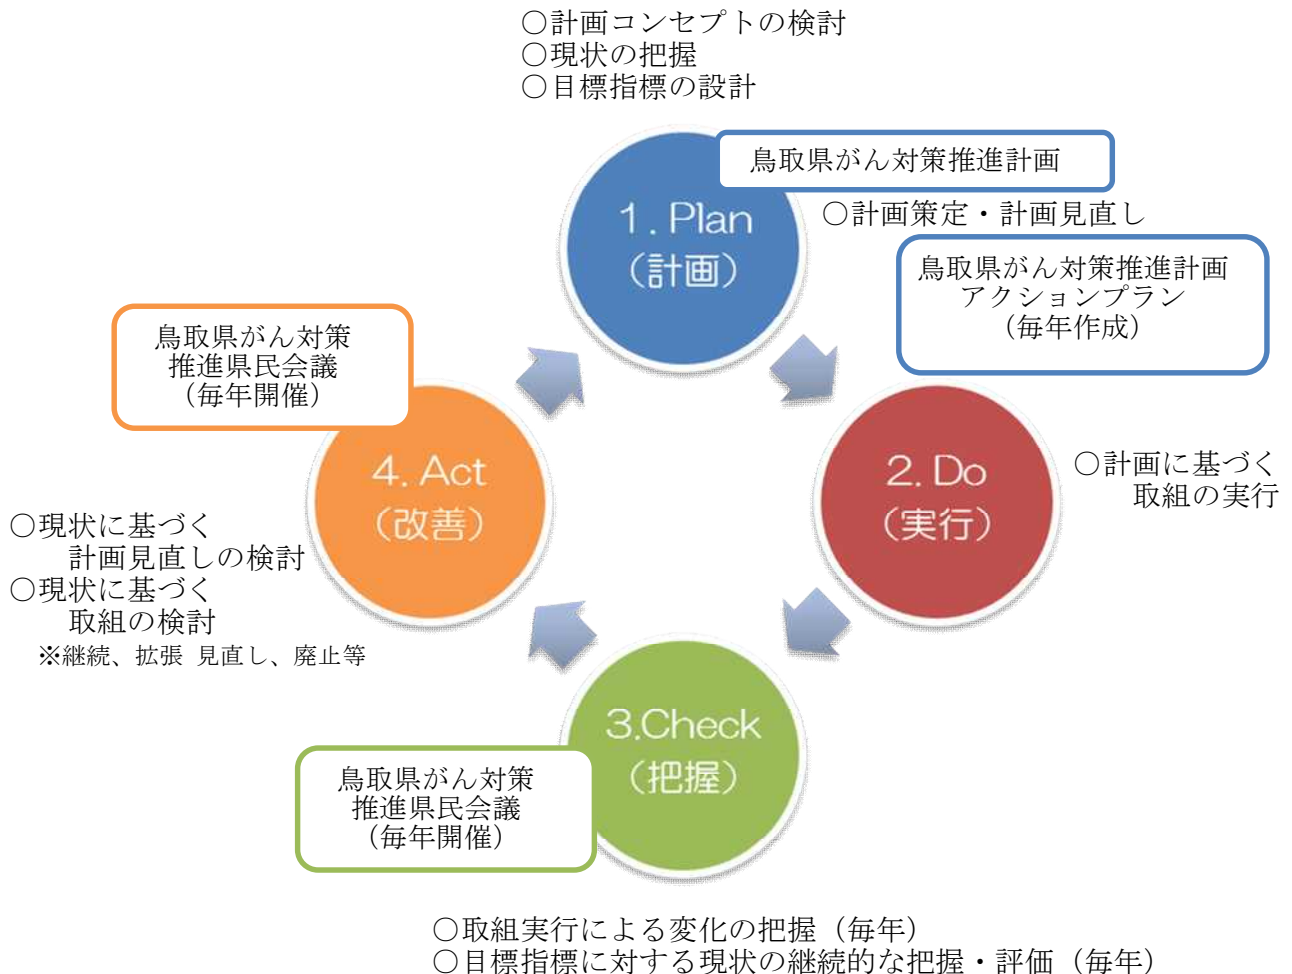 ○計画コンセプトの検討
○現状の把握
○目標指標の設計
鳥取県がん対策推進計画
1. Plan
（計画）
○計画策定・計画見直し
鳥取県がん対策推進計画
アクションプラン
（毎年作成）
2. Do
（実行）
○計画に基づく
取組の実行
3.Check
（把握）
鳥取県がん対策
推進県民会議
（毎年開催）
○取組実行による変化の把握（毎年）
○目標指標に対する現状の継続的な把握・評価（毎年）
鳥取県がん対策
推進県民会議
（毎年開催）
4. Act
（改善）
○現状に基づく
計画見直しの検討
○現状に基づく
取組の検討
※継続、拡張 見直し、廃止等